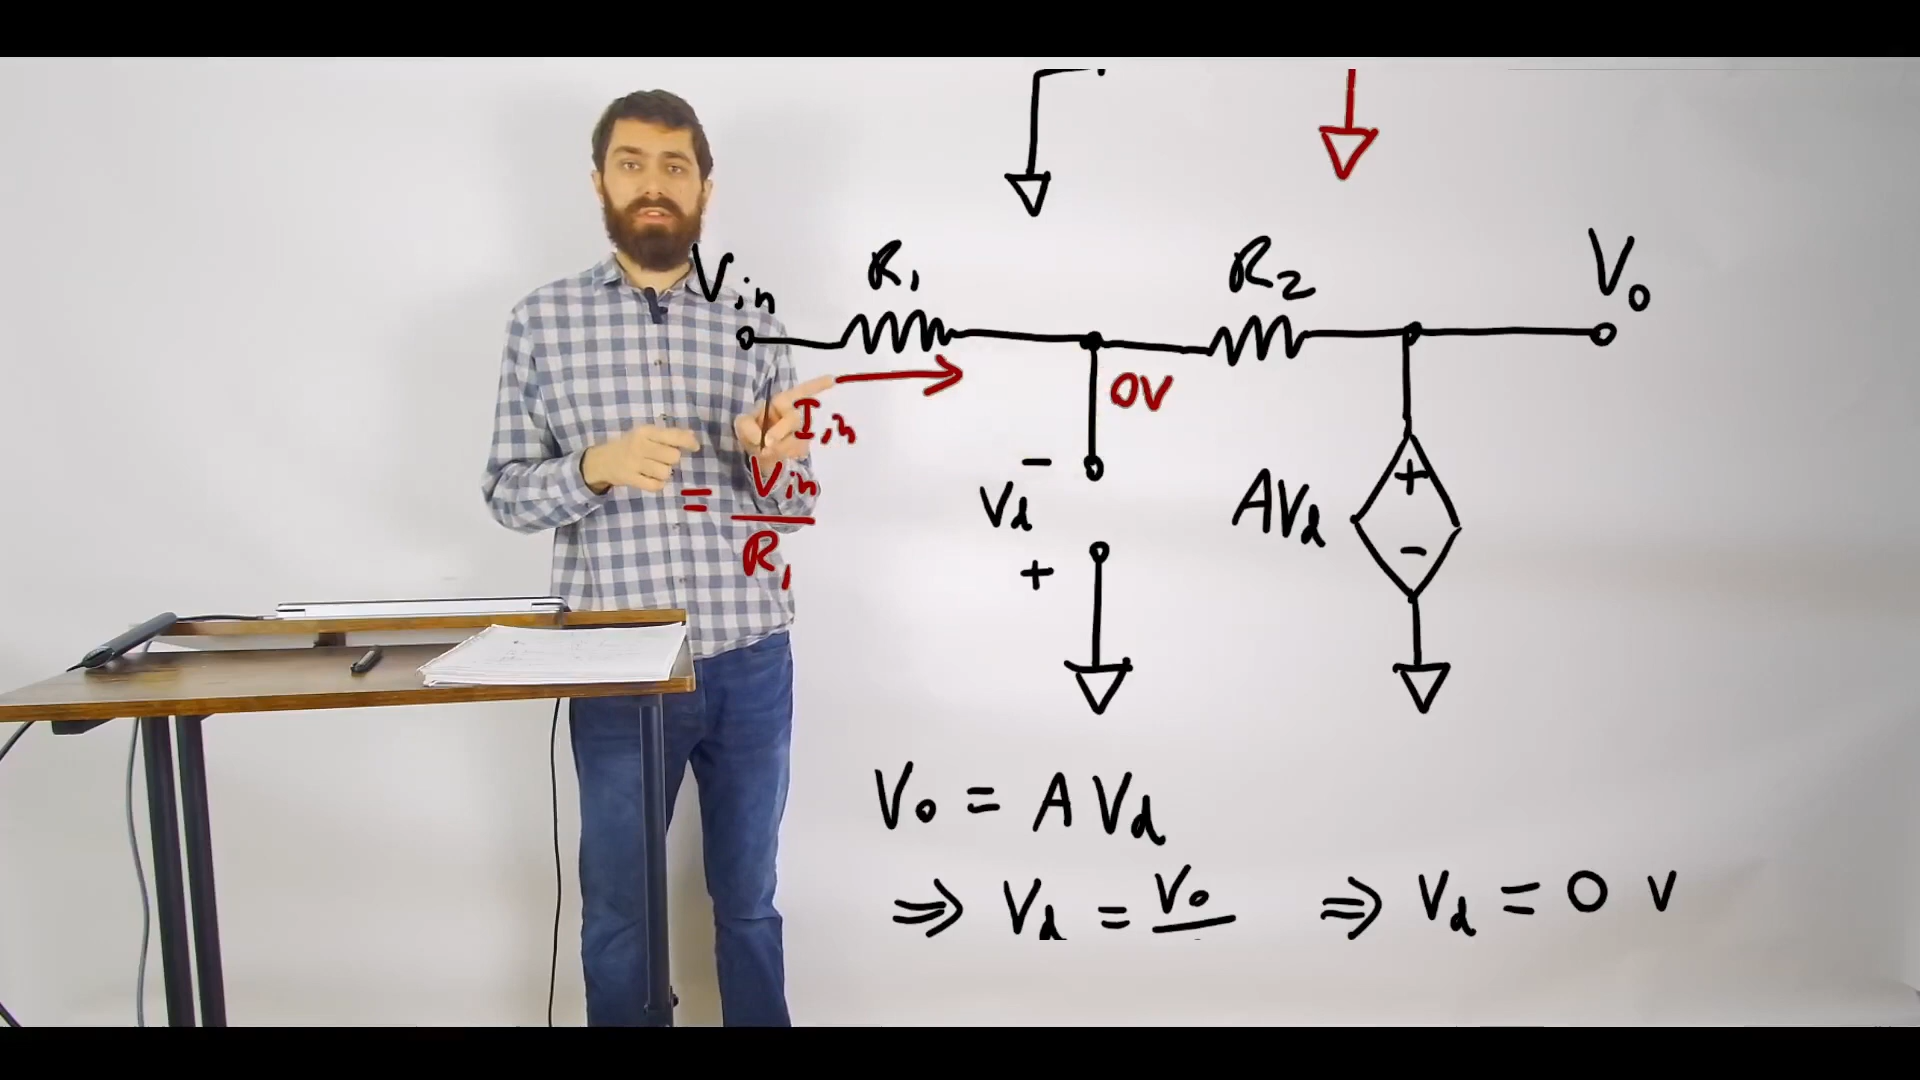 Vin R1 R2 Vo
0V
Iin
= Vin / R1
- Vd +
AVd + -
Vo = A Vd
⇒ Vd = Vo ⇒ Vd = 0 V